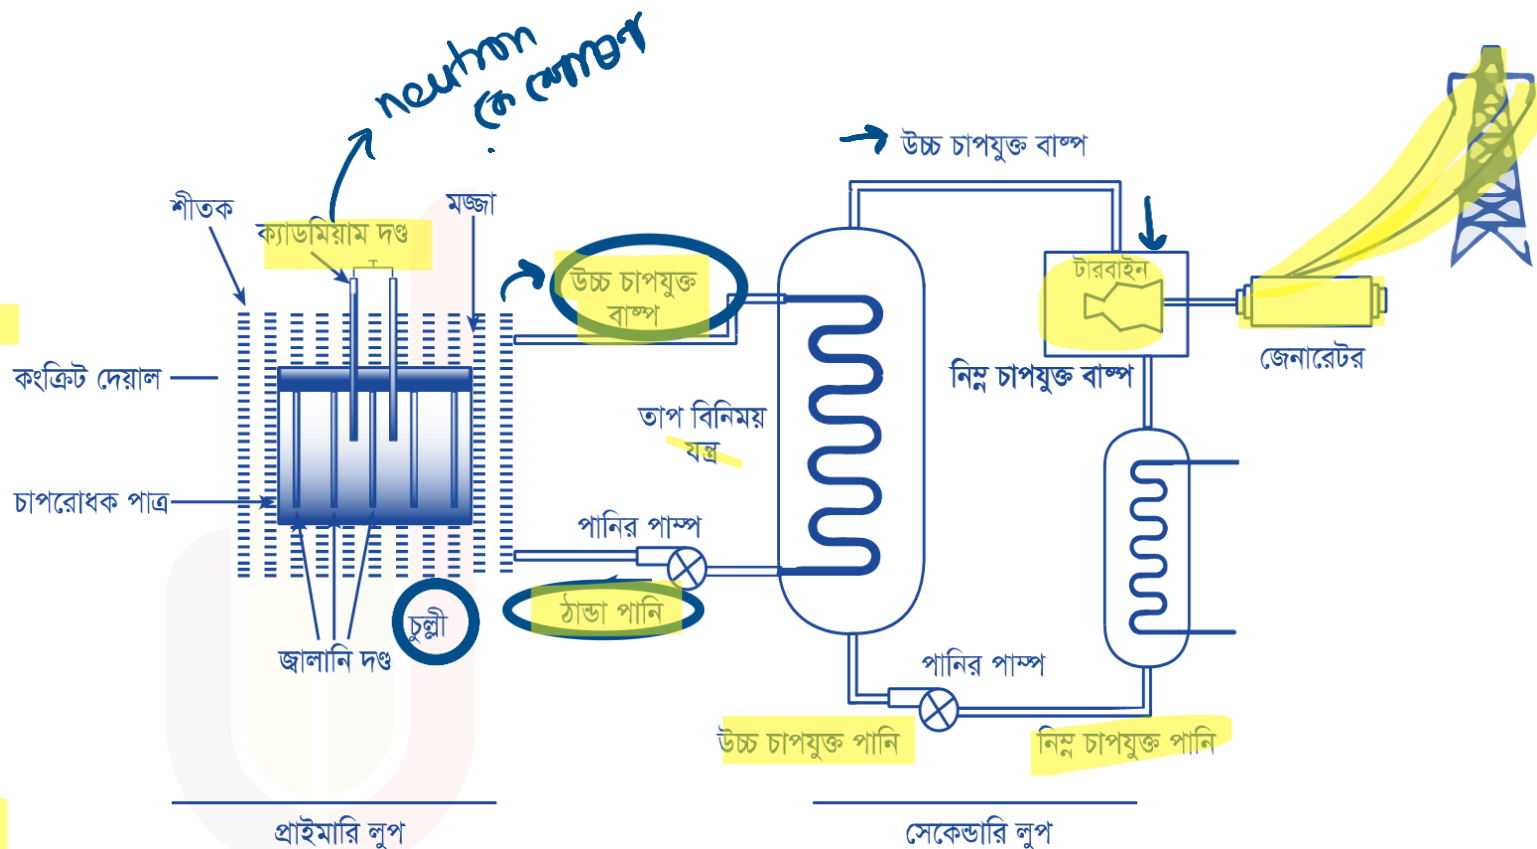 neutron
কে শোষণ
উচ্চ চাপযুক্ত বাষ্প
শীতক
ক্যাডমিয়াম দণ্ড
মজ্জা
উচ্চ চাপযুক্ত
বাষ্প
টারবাইন
কংক্রিট দেয়াল
নিম্ন চাপযুক্ত বাষ্প
জেনারেটর
তাপ বিনিময়
যন্ত্র
চাপরোধক পাত্র
পানির পাম্প
ঠান্ডা পানি
চুল্লী
জ্বালানি দণ্ড
পানির পাম্প
উচ্চ চাপযুক্ত পানি
নিম্ন চাপযুক্ত পানি
প্রাইমারি লুপ
সেকেন্ডারি লুপ